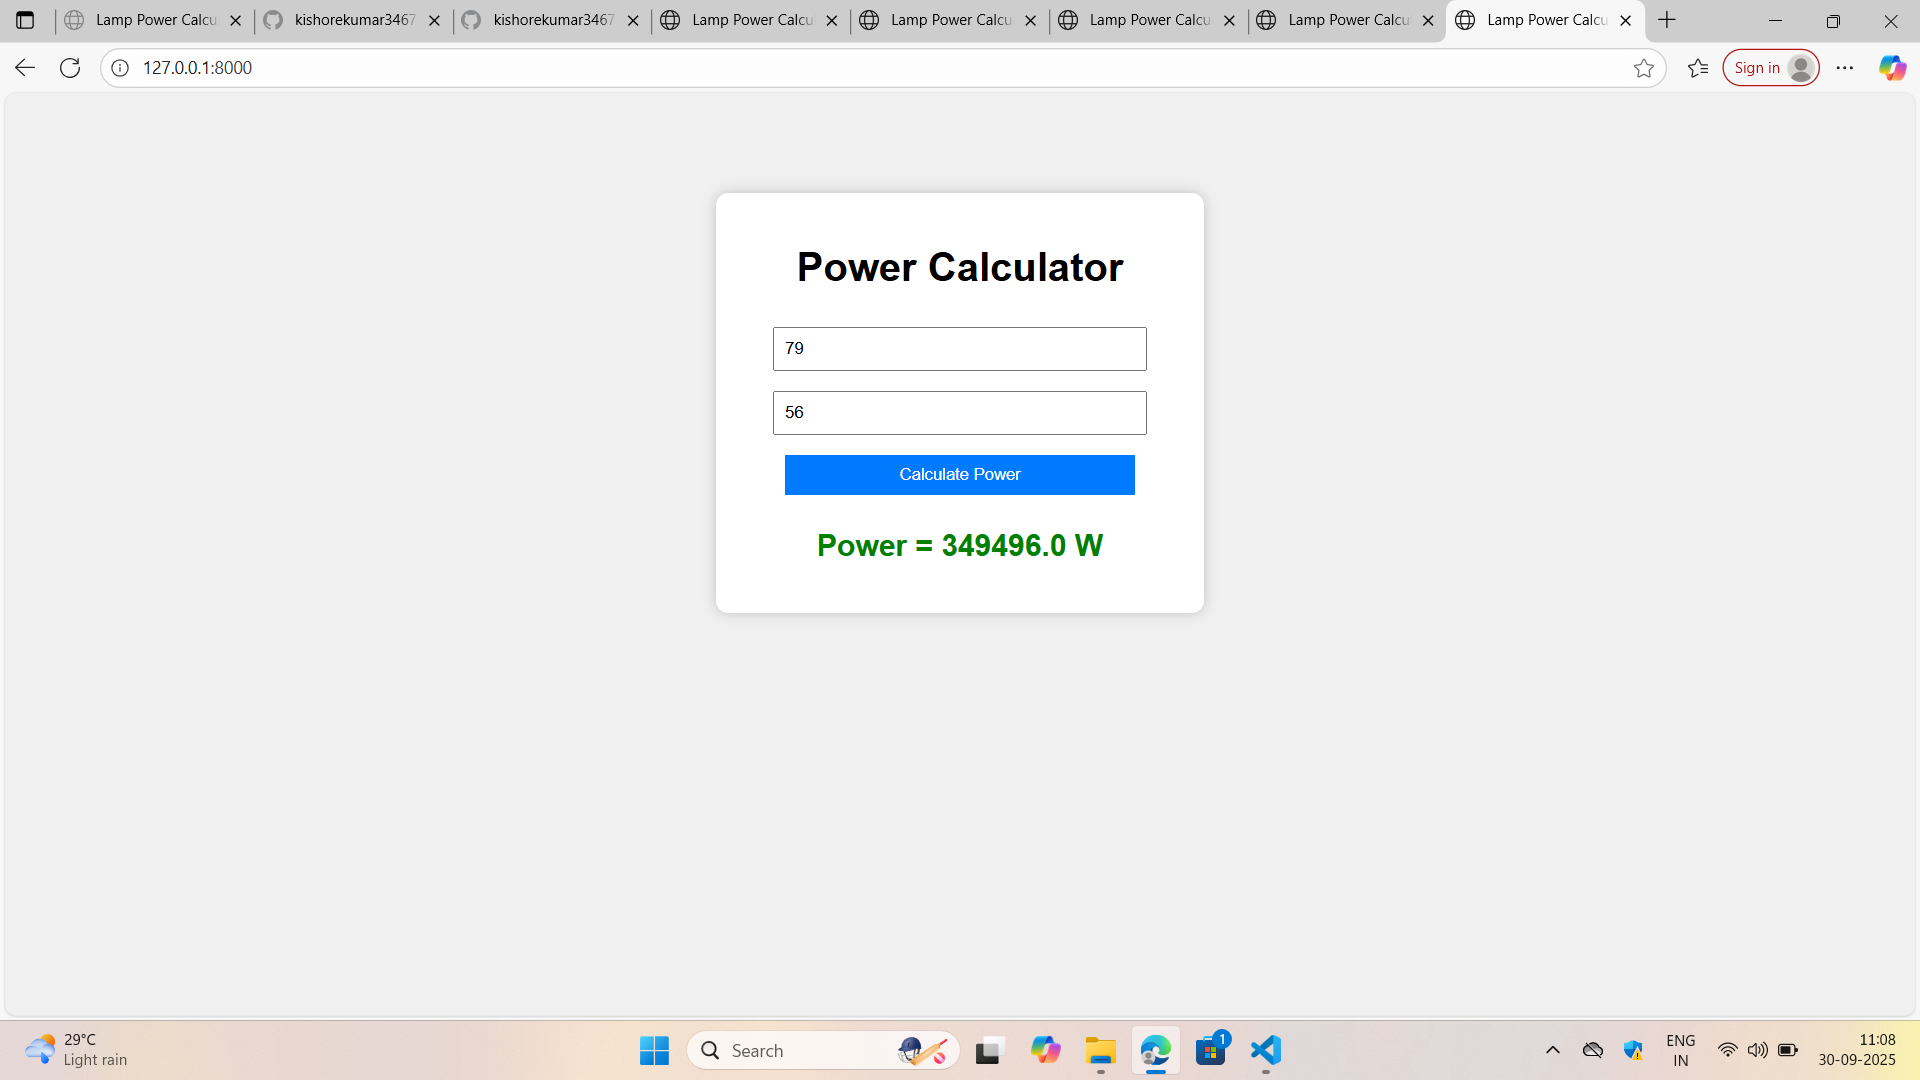 Lamp Power Calcu
kishorekumar3467
kishorekumar3467
Lamp Power Calcu
Lamp Power Calcu
Lamp Power Calcu
Lamp Power Calcu
Lamp Power Calcu
127.0.0.1:8000
Sign in
Power Calculator
79
56
Calculate Power
Power = 349496.0 W
29°C
Light rain
Search
1
ENG
IN
11:08
30-09-2025